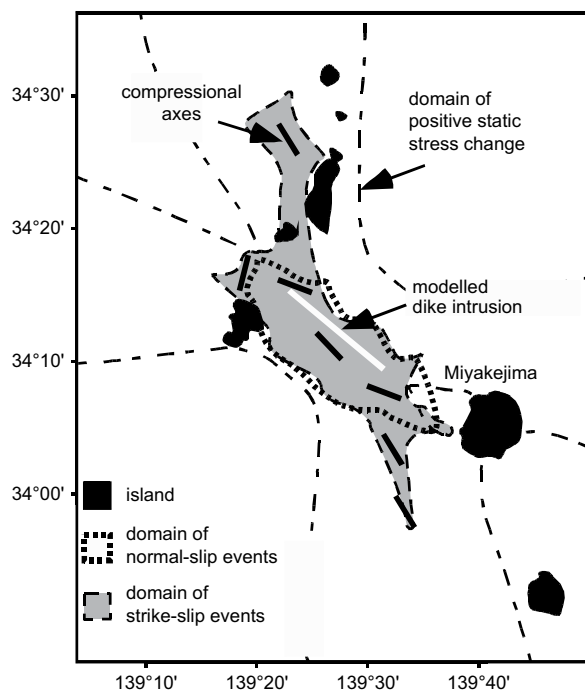 34°30'
34°20'
34°10'
34°00'
compressional
axes
domain of
positive static
stress change
modelled
dike intrusion
Miyakejima
island
domain of
normal-slip events
domain of
strike-slip events
139°10'
139°20'
139°30'
139°40'